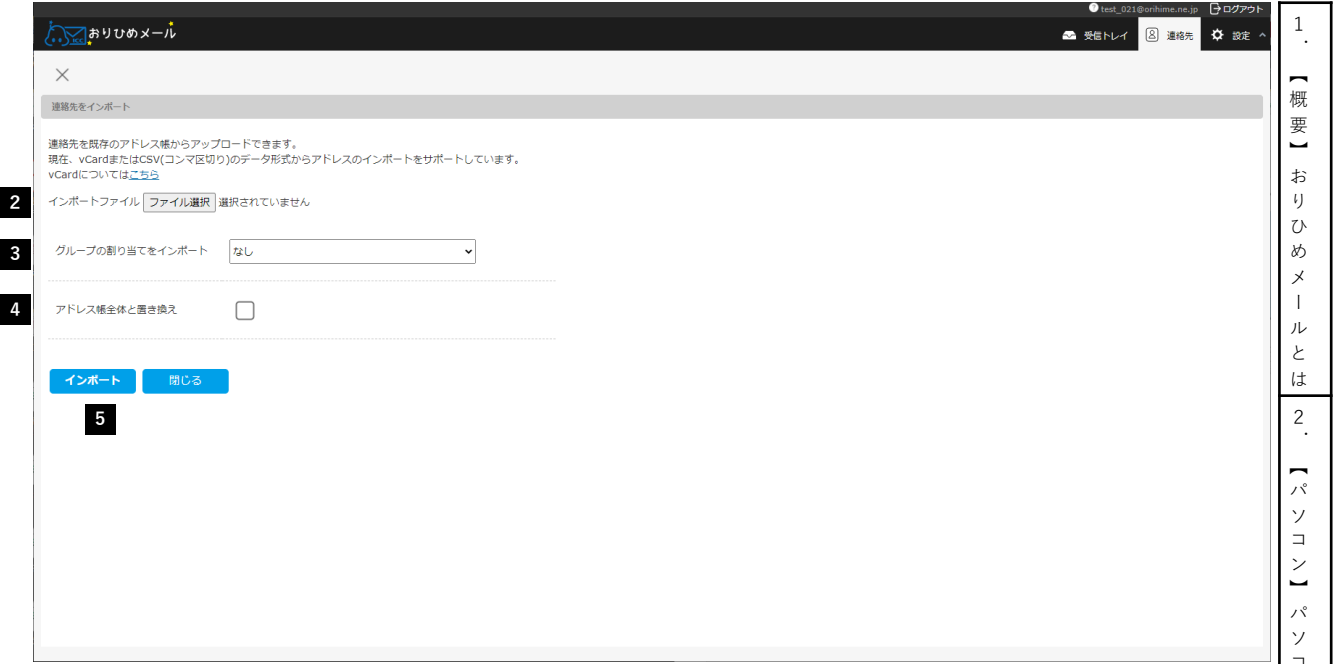 test_021@orihime.ne.jp ログアウト
おりひめメール
受信トレイ 連絡先 設定
連絡先をインポート
連絡先を既存のアドレス帳からアップロードできます。
現在、vCardまたはCSV(コンマ区切り)のデータ形式からアドレスのインポートをサポートしています。
vCardについてはこちら
2 インポートファイル ファイル選択 選択されていません
3 グループの割り当てをインポート なし
4 アドレス帳全体と置き換え
インポート 閉じる
5
1.【概要】おりひめメールとは
2.【パソコン】パソコ